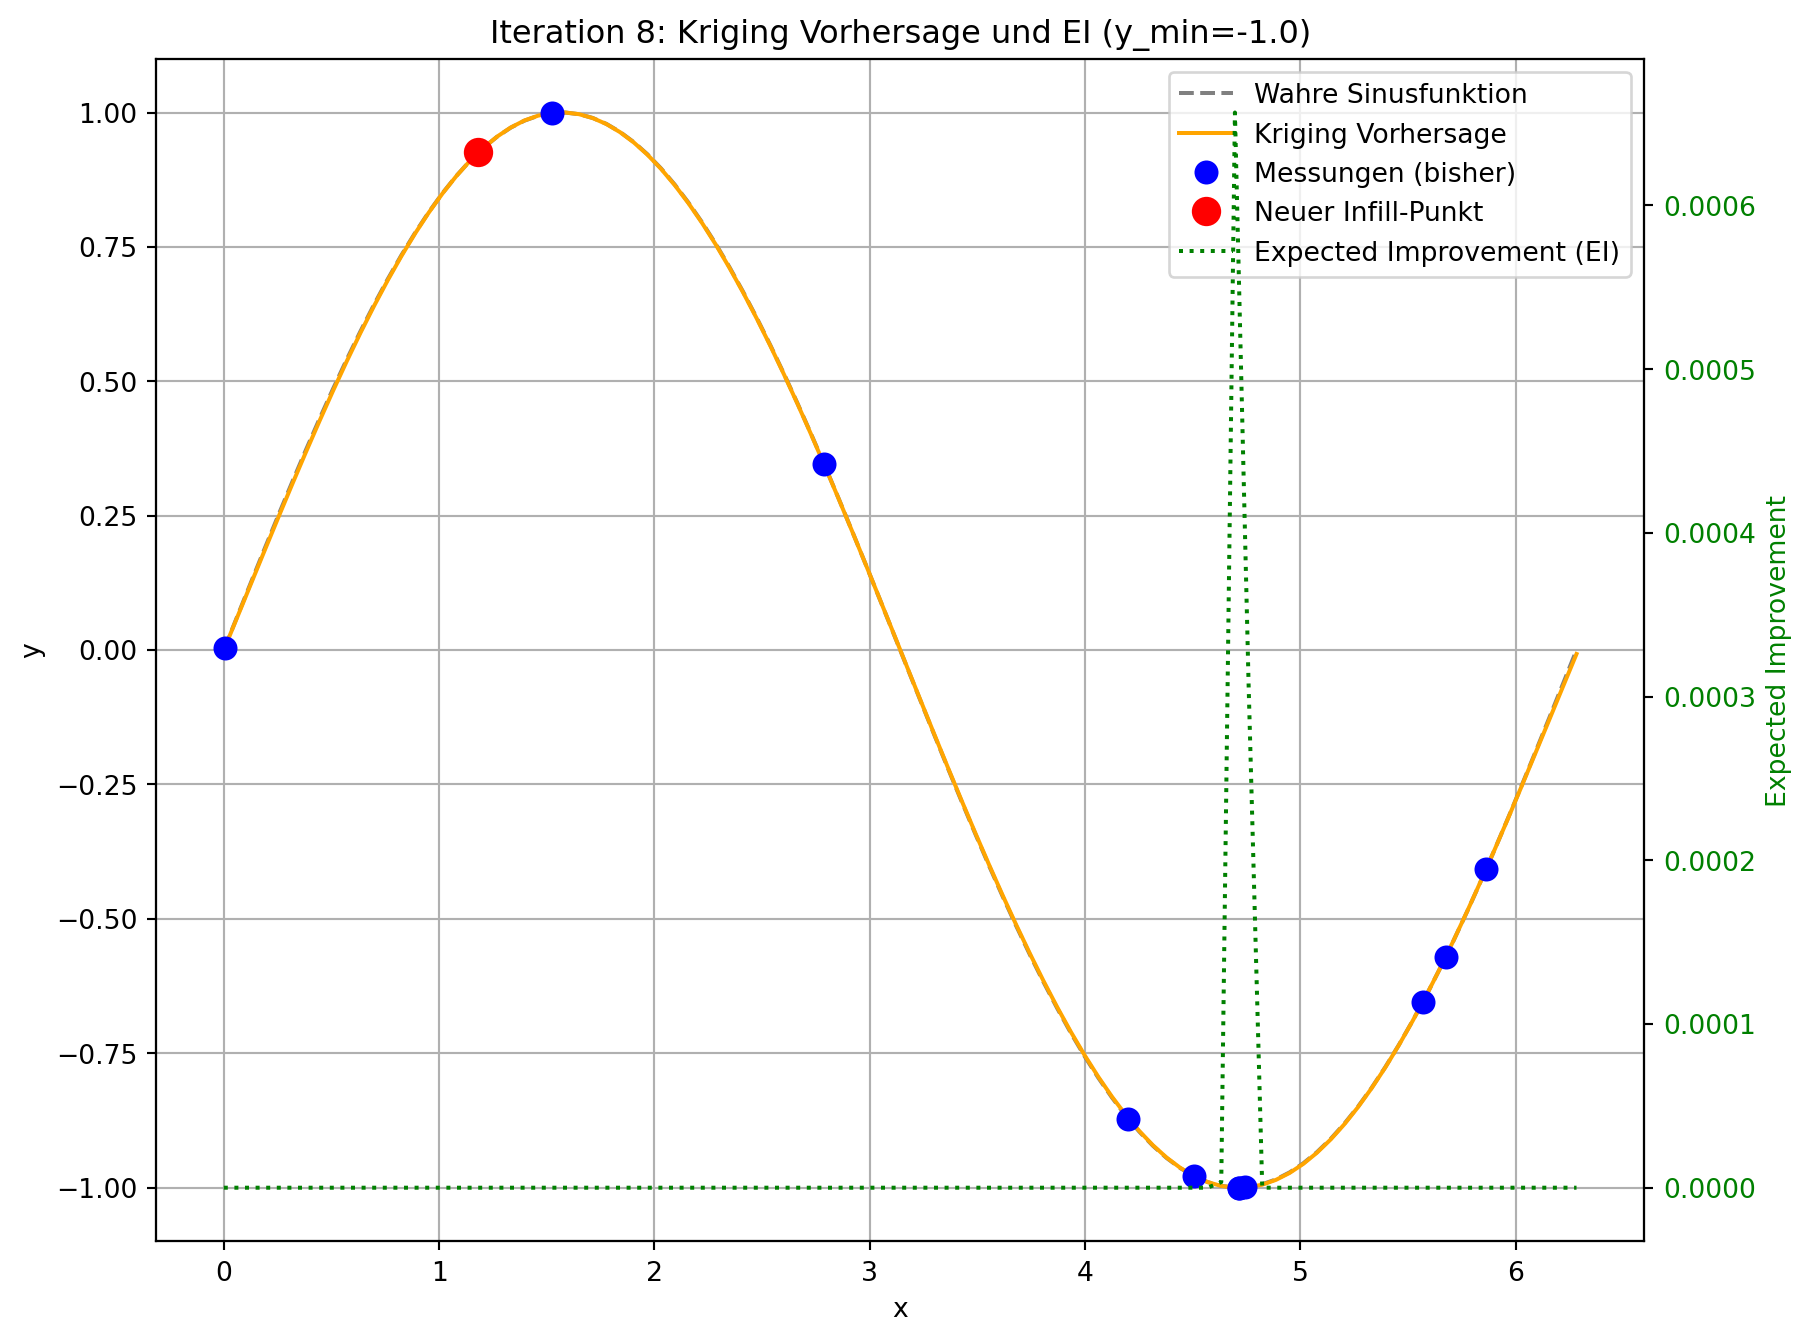 Iteration 8: Kriging Vorhersage und EI (y_min=-1.0)
Wahre Sinusfunktion
Kriging Vorhersage
Messungen (bisher)
Neuer Infill-Punkt
Expected Improvement (EI)
1.00
0.75
0.50
0.25
0.00
−0.25
−0.50
−0.75
−1.00
y
0.0006
0.0005
0.0004
0.0003
0.0002
0.0001
0.0000
Expected Improvement
0 1 2 3 4 5 6
x